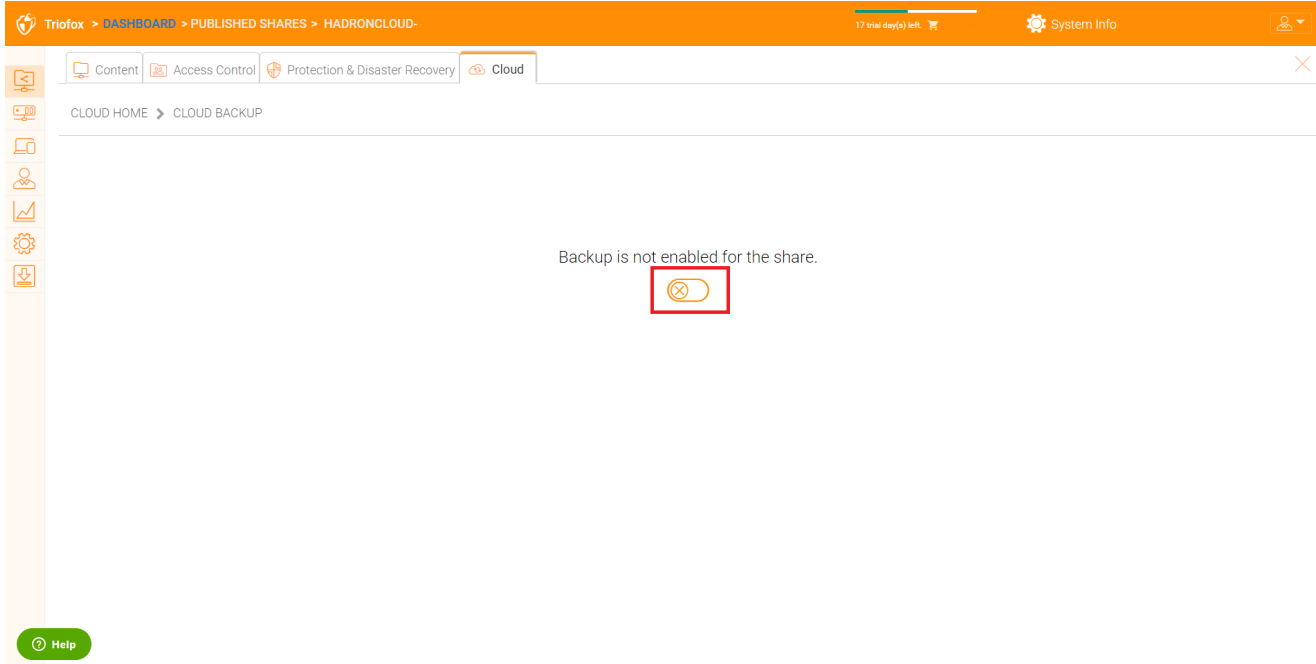 Triofox > DASHBOARD > PUBLISHED SHARES > HADRONCLOUD-
17 trial day(s) left.
System Info
Content Access Control Protection & Disaster Recovery Cloud
CLOUD HOME > CLOUD BACKUP
Backup is not enabled for the share.
Help